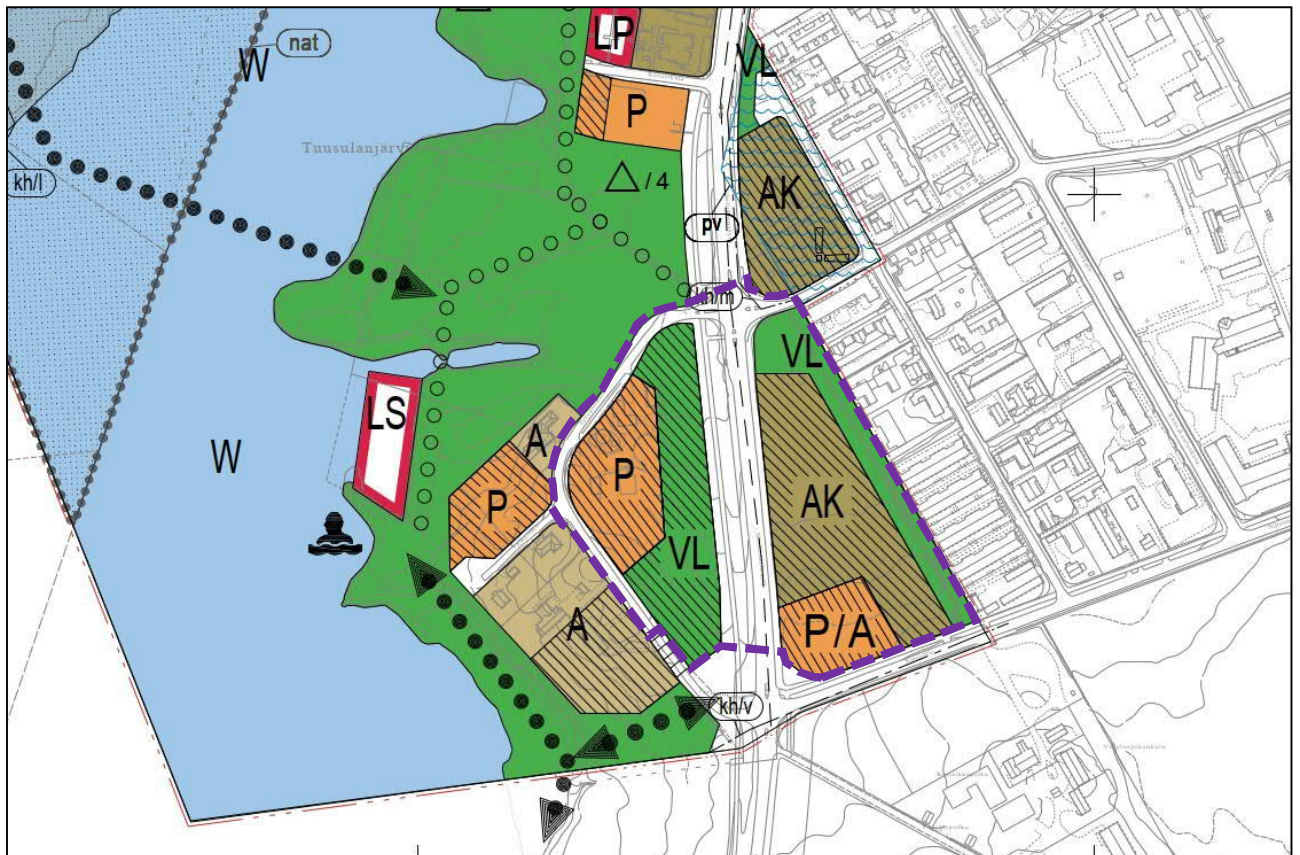 LP
W
nat
VL
P
Tuusulanjärvi
△ / 4
AK
kh/l
pv
kh/m
VL
LS
A
W
P
P
AK
VL
A
P / A
kh/v